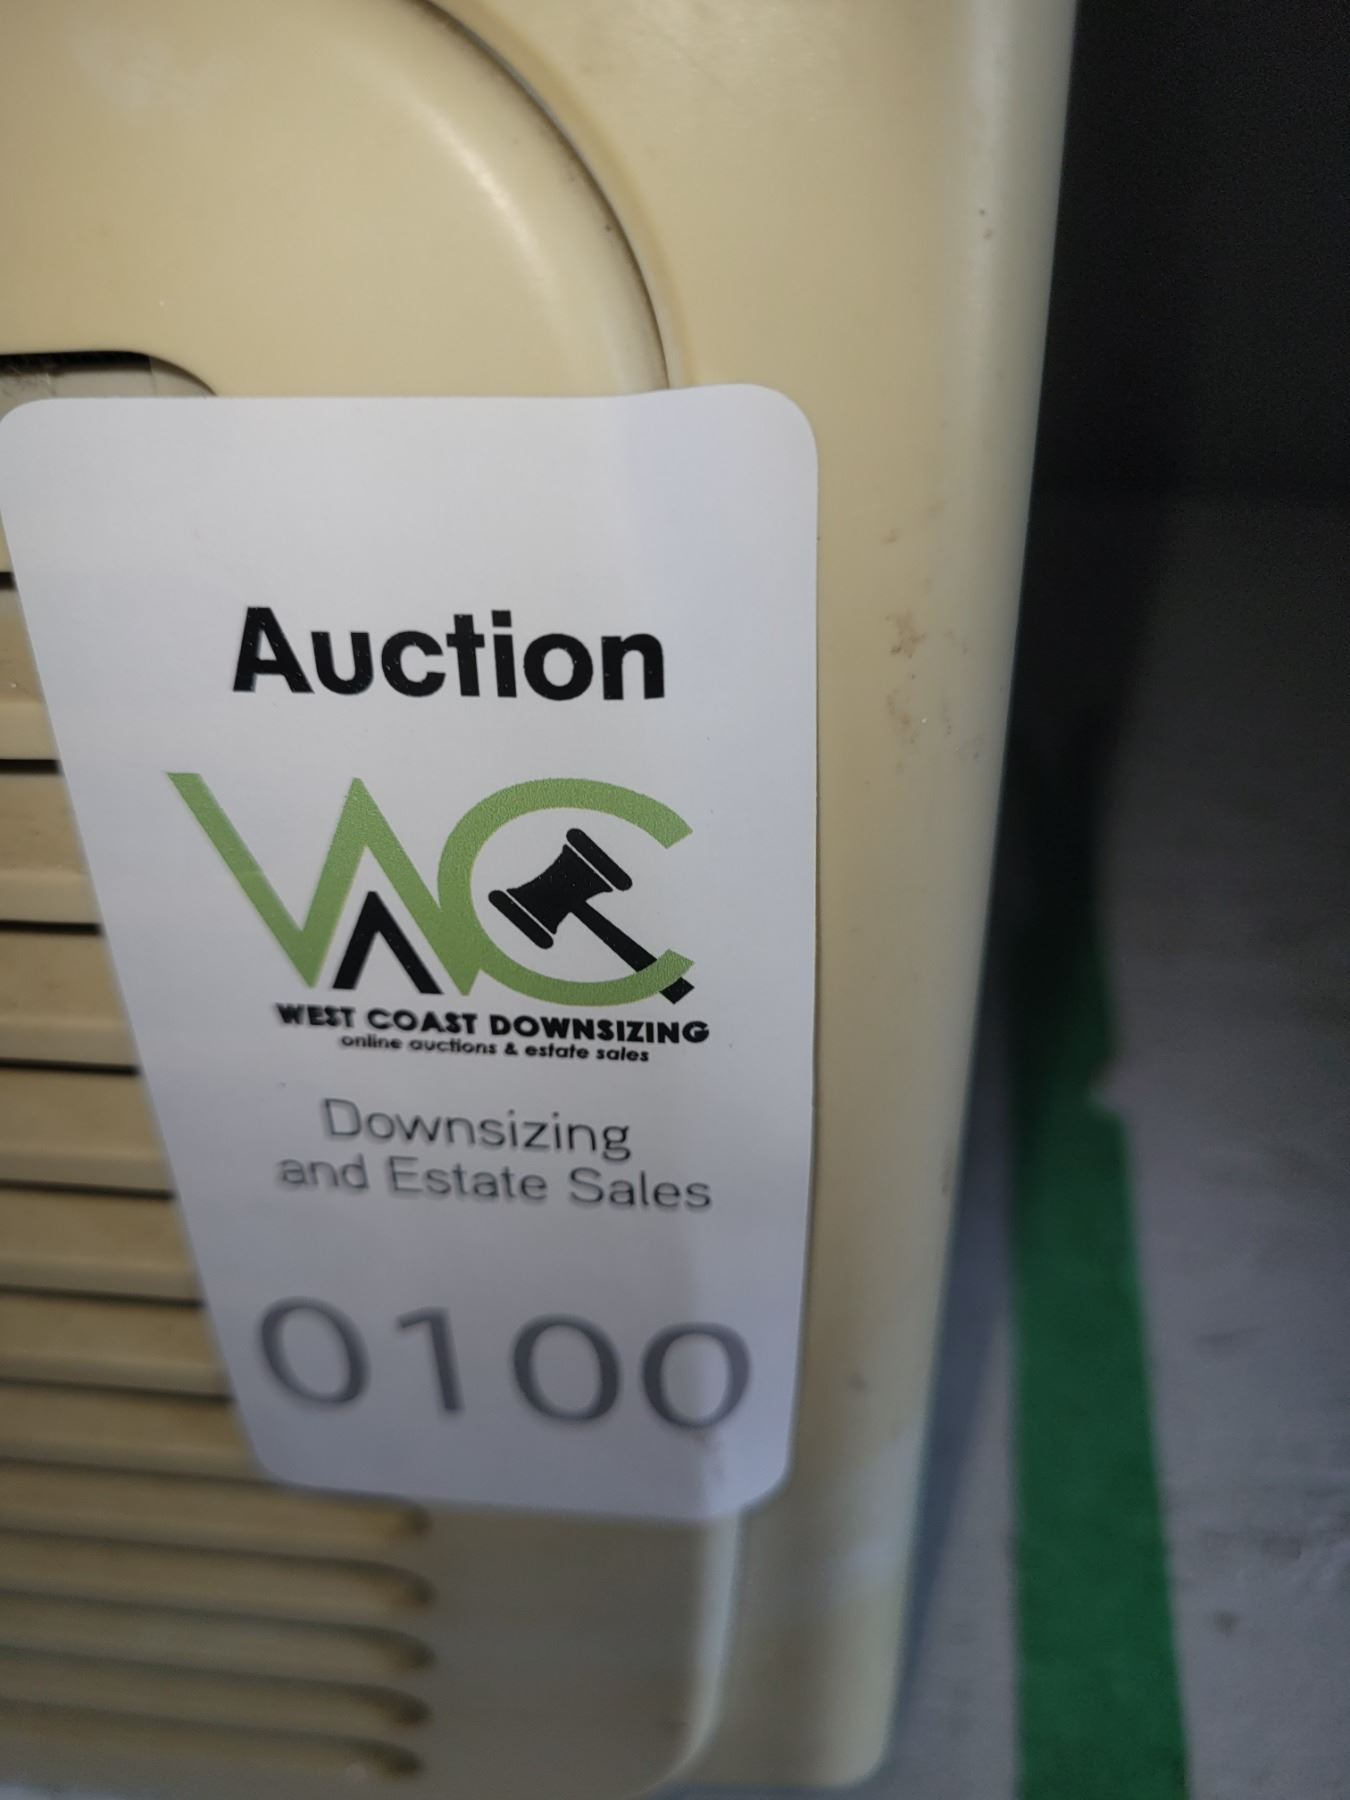 Auction
WC
WEST COAST DOWNSIZING
online auctions & estate sales
Downsizing
and Estate Sales
0100